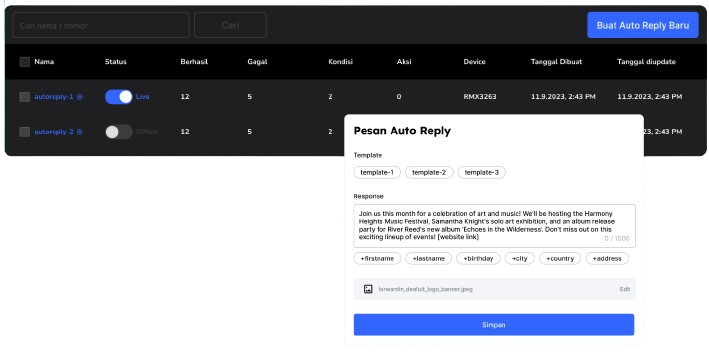 Cari nama / nomor
Cari
Buat Auto Reply Baru
Nama Status Berhasil Gagal Kondisi Aksi Device Tanggal Dibuat Tanggal diupdate
autoreply-1 Live 12 5 2 0 RMX3263 11.9.2023, 2:43 PM 11.9.2023, 2:43 PM
autoreply-2 Offline 12 5 2 23, 2:43 PM
Pesan Auto Reply
Template
template-1 template-2 template-3
Response
Join us this month for a celebration of art and music! We'll be hosting the Harmony
Heights Music Festival, Samantha Knight's solo art exhibition, and an album release
party for River Reed's new album 'Echoes in the Wilderness'. Don't miss out on this
exciting lineup of events! [website link]
0 / 1500
+firstname +lastname +birthday +city +country +address
forwardin_deafult_logo_banner.jpeg Edit
Simpan